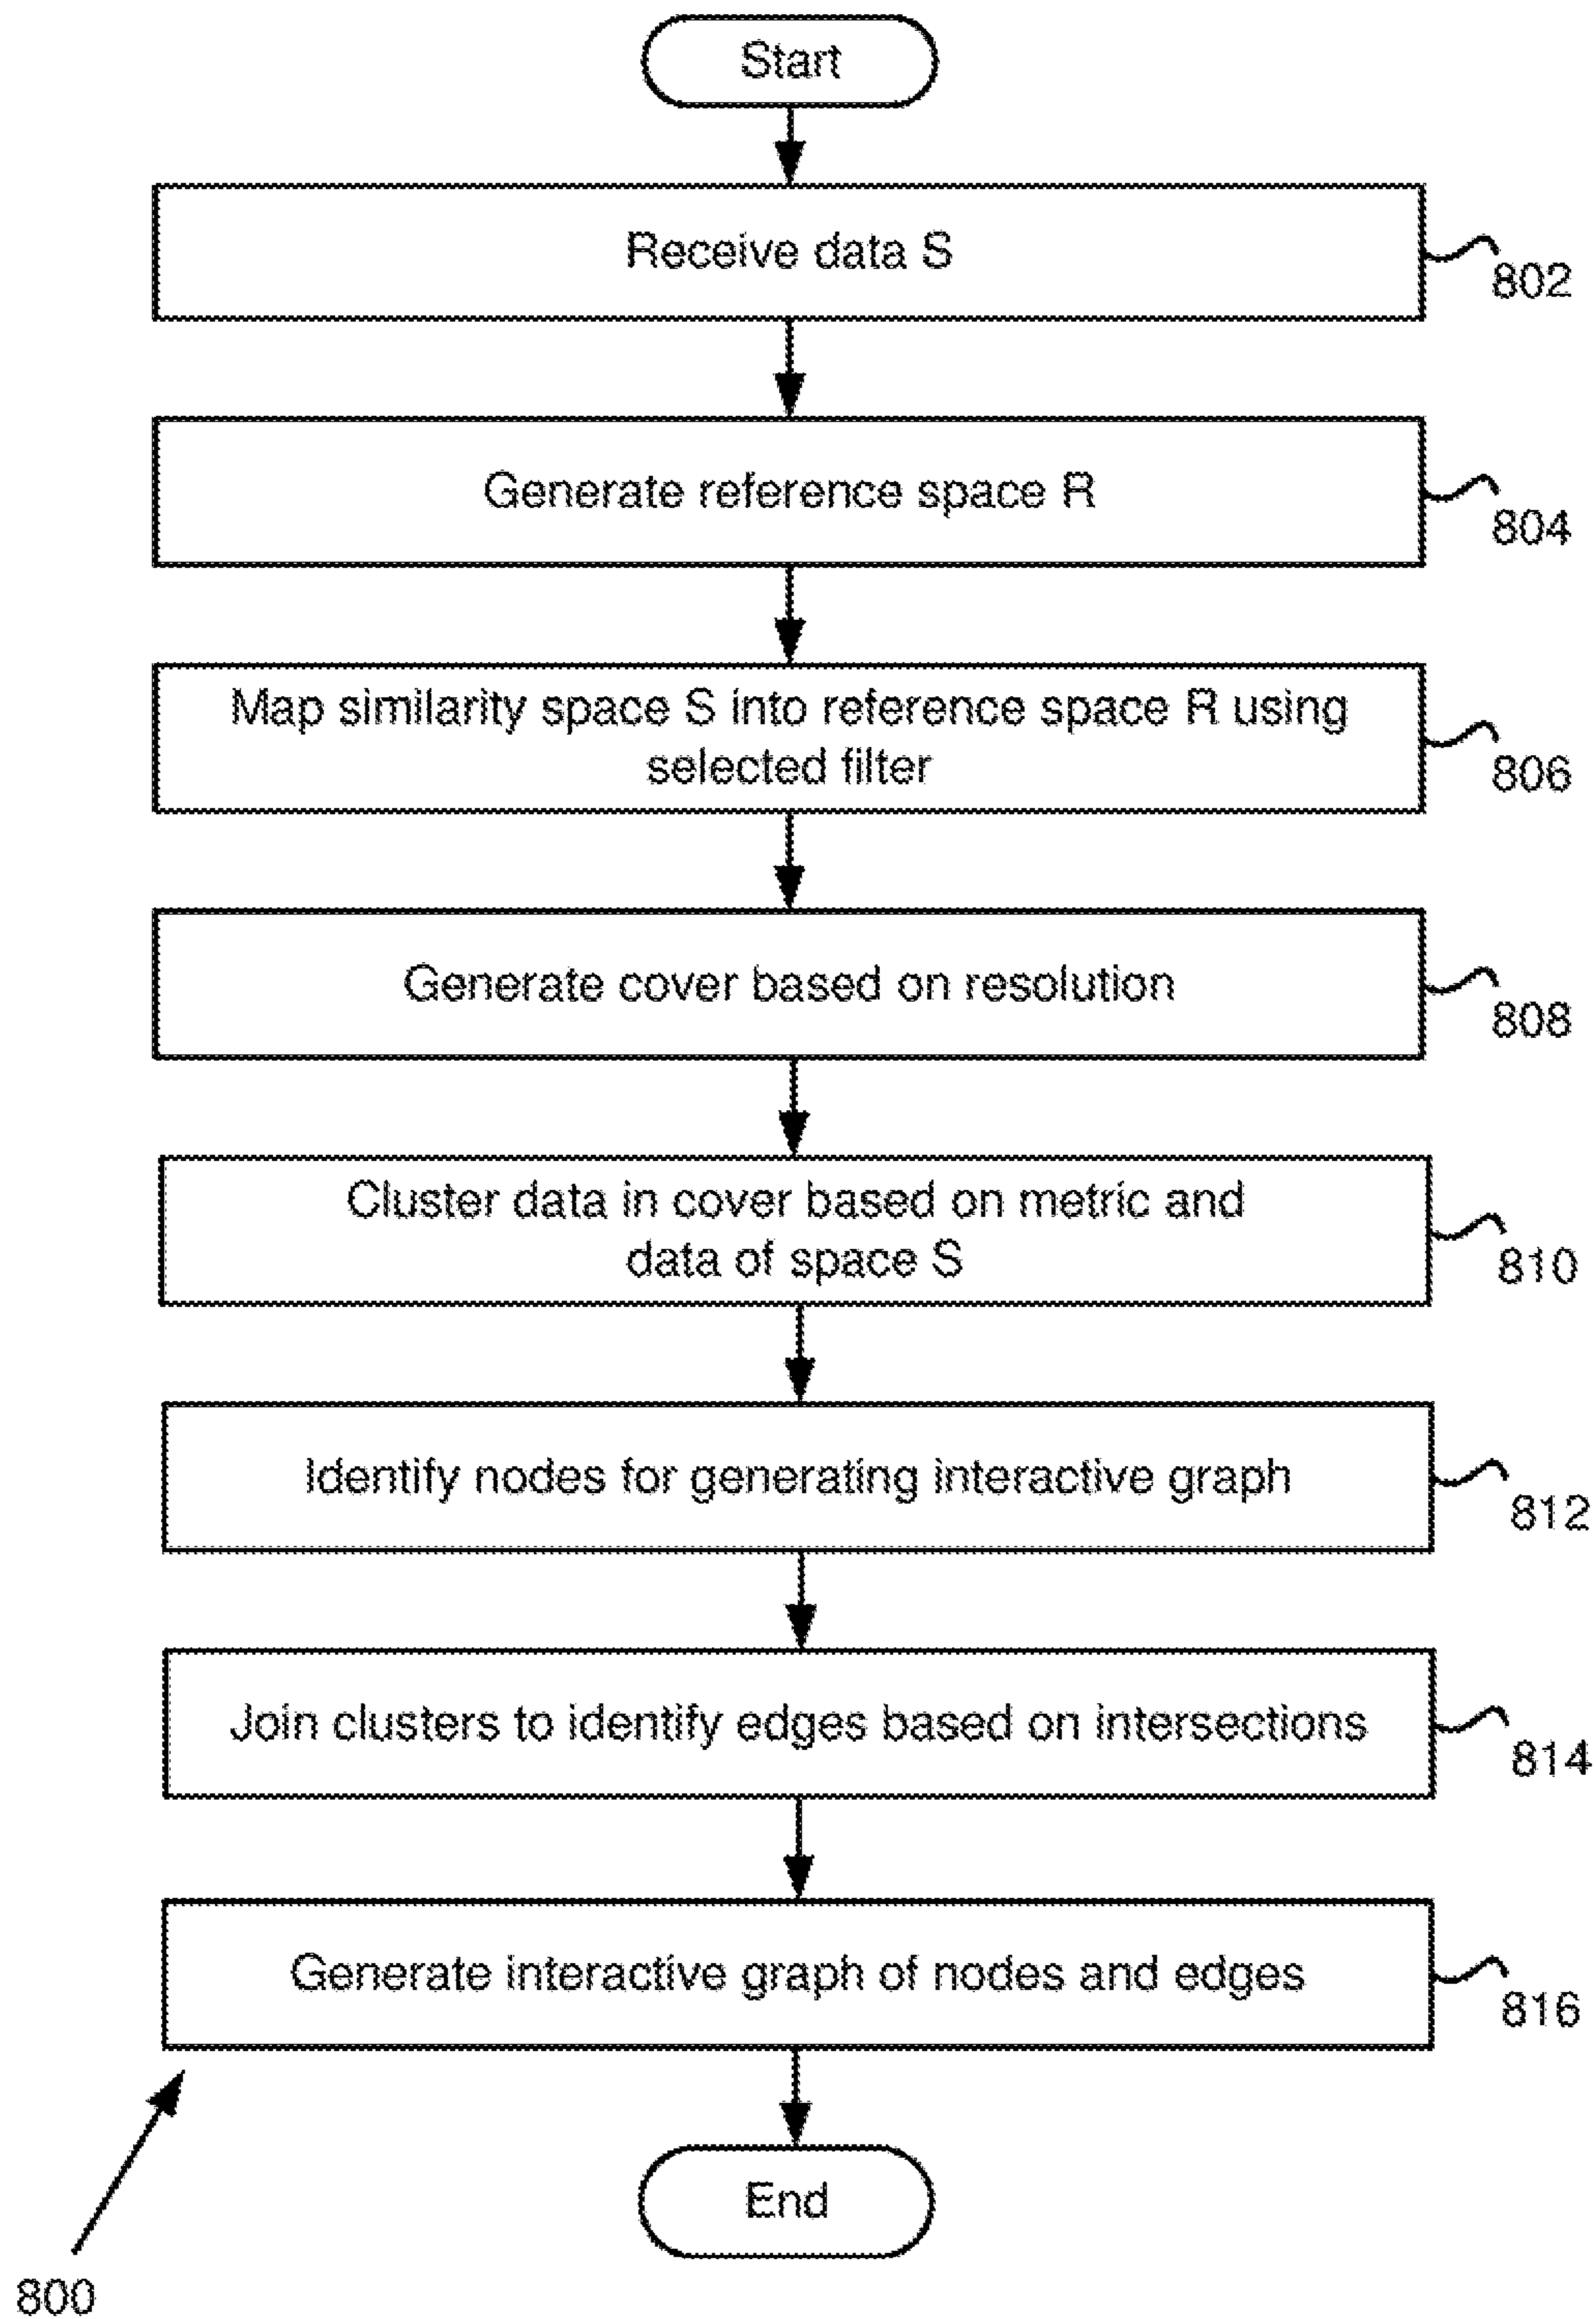 Start
Receive data S
802
Generate reference space R
804
Map similarity space S into reference space R using
selected filter
806
Generate cover based on resolution
808
Cluster data in cover based on metric and
data of space S
810
Identify nodes for generating interactive graph
812
Join clusters to identify edges based on intersections
814
Generate interactive graph of nodes and edges
816
End
800